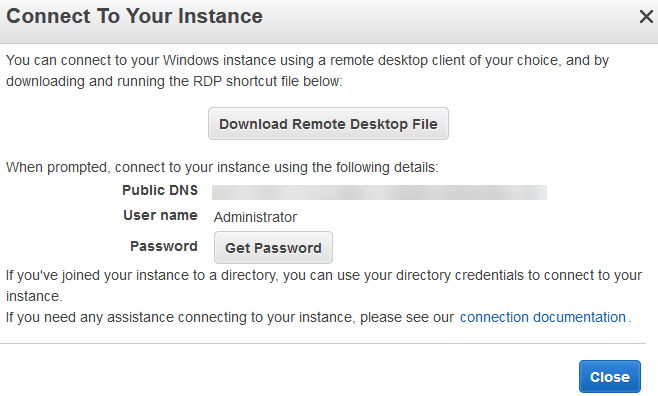 Connect To Your Instance
You can connect to your Windows instance using a remote desktop client of your choice, and by
downloading and running the RDP shortcut file below:
Download Remote Desktop File
When prompted, connect to your instance using the following details:
Public DNS
User name Administrator
Password Get Password
If you've joined your instance to a directory, you can use your directory credentials to connect to your
instance.
If you need any assistance connecting to your instance, please see our connection documentation .
Close